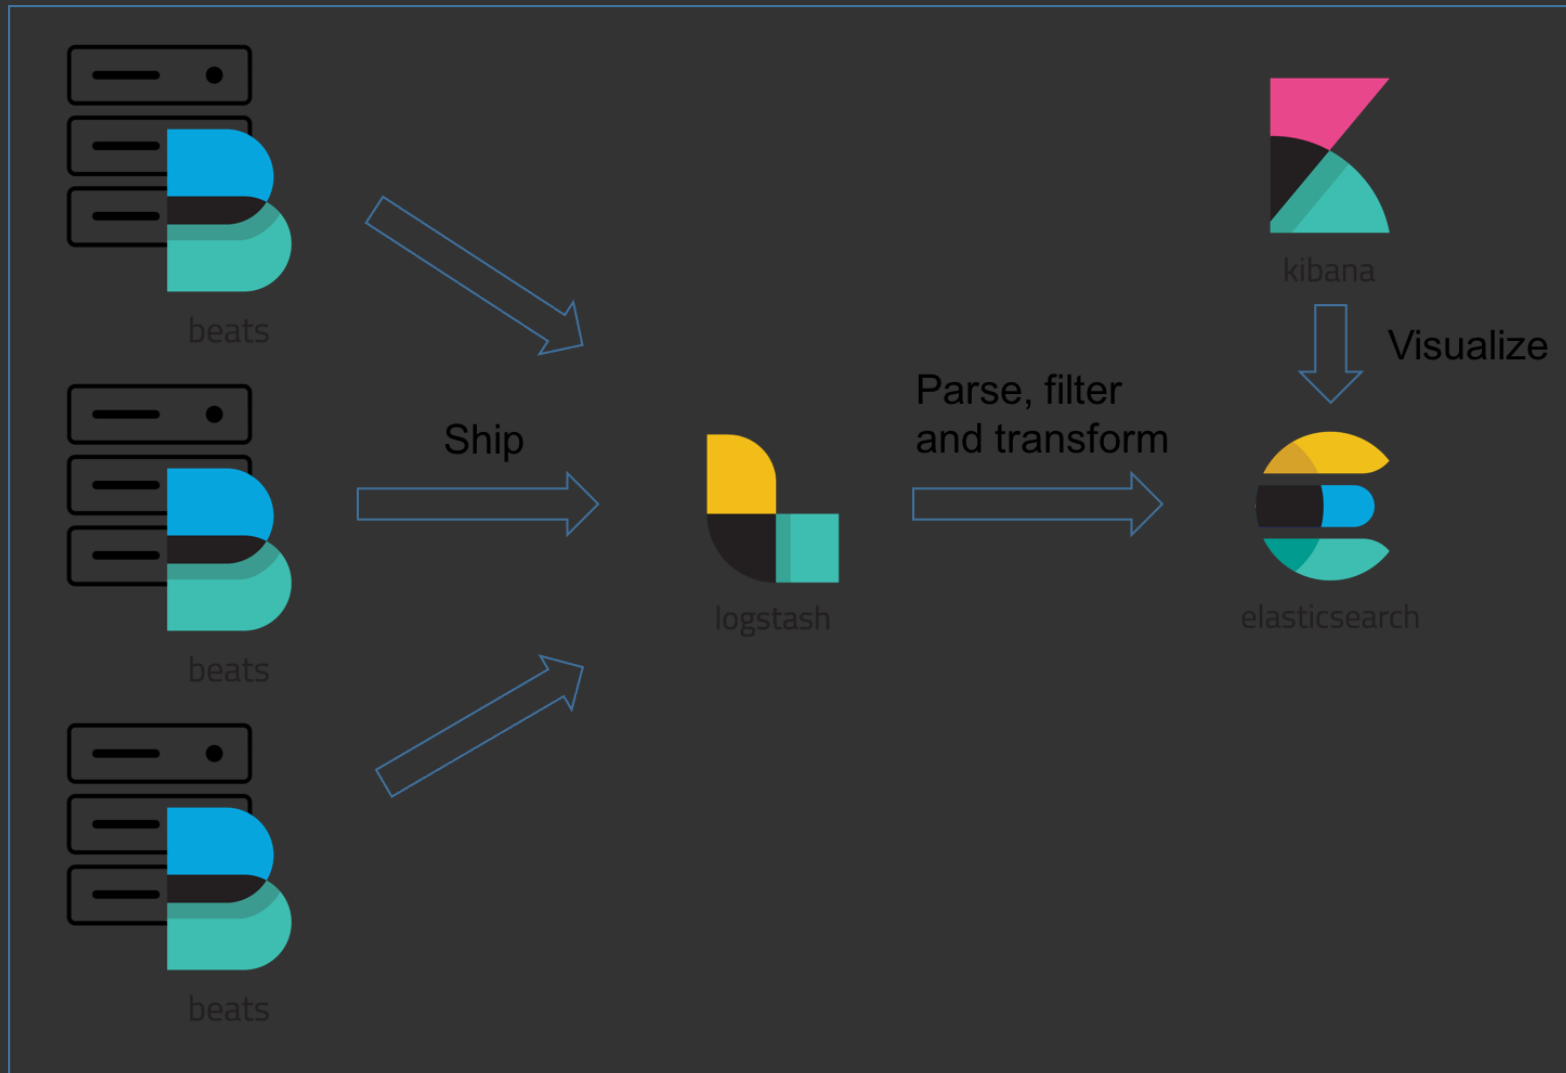 beats
beats
beats
Ship
logstash
Parse, filter
and transform
kibana
Visualize
elasticsearch